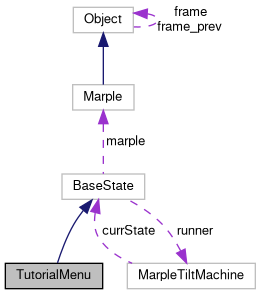 Object
frame
frame_prev
Marple
marple
BaseState
currState
runner
TutorialMenu
MarpleTiltMachine